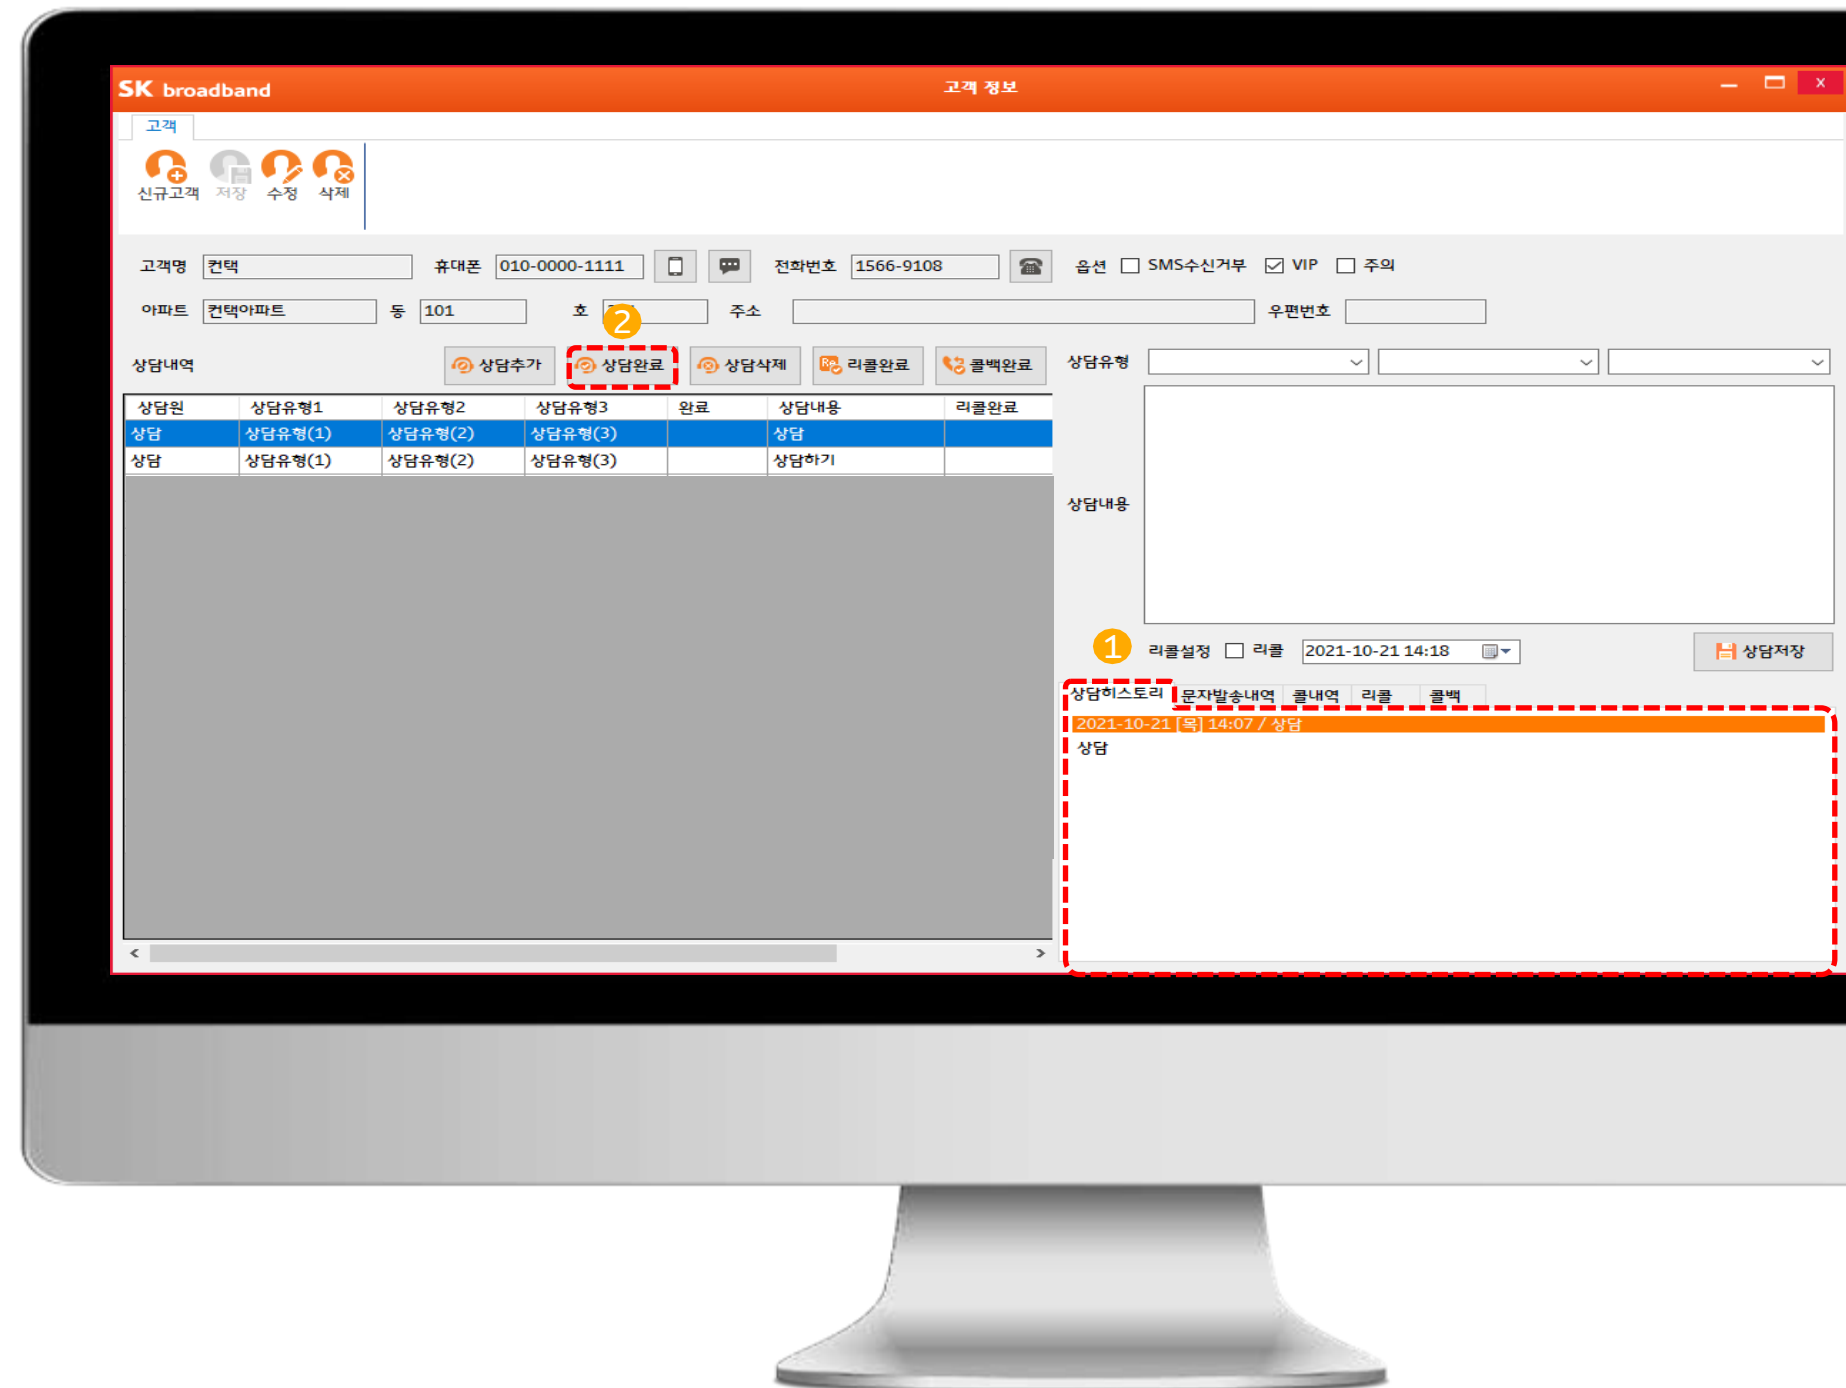 SK broadband
고객 정보
고객
신규고객 저장 수정 삭제
고객명 컨택 휴대폰 010-0000-1111 전화번호 1566-9108 옵션 SMS수신거부 VIP 주의
아파트 컨택아파트 동 101 호 주소 우편번호
2
상담내역 상담추가 상담완료 상담삭제 Re 리콜완료 콜백완료 상담유형
상담원 상담유형1 상담유형2 상담유형3 완료 상담내용 리콜완료
상담 상담유형(1) 상담유형(2) 상담유형(3) 상담
상담 상담유형(1) 상담유형(2) 상담유형(3) 상담하기
상담내용
1 리콜설정 리콜 2021-10-21 14:18 상담저장
상담히스토리 문자발송내역 콜내역 리콜 콜백
2021-10-21 [목] 14:07 / 상담
상담